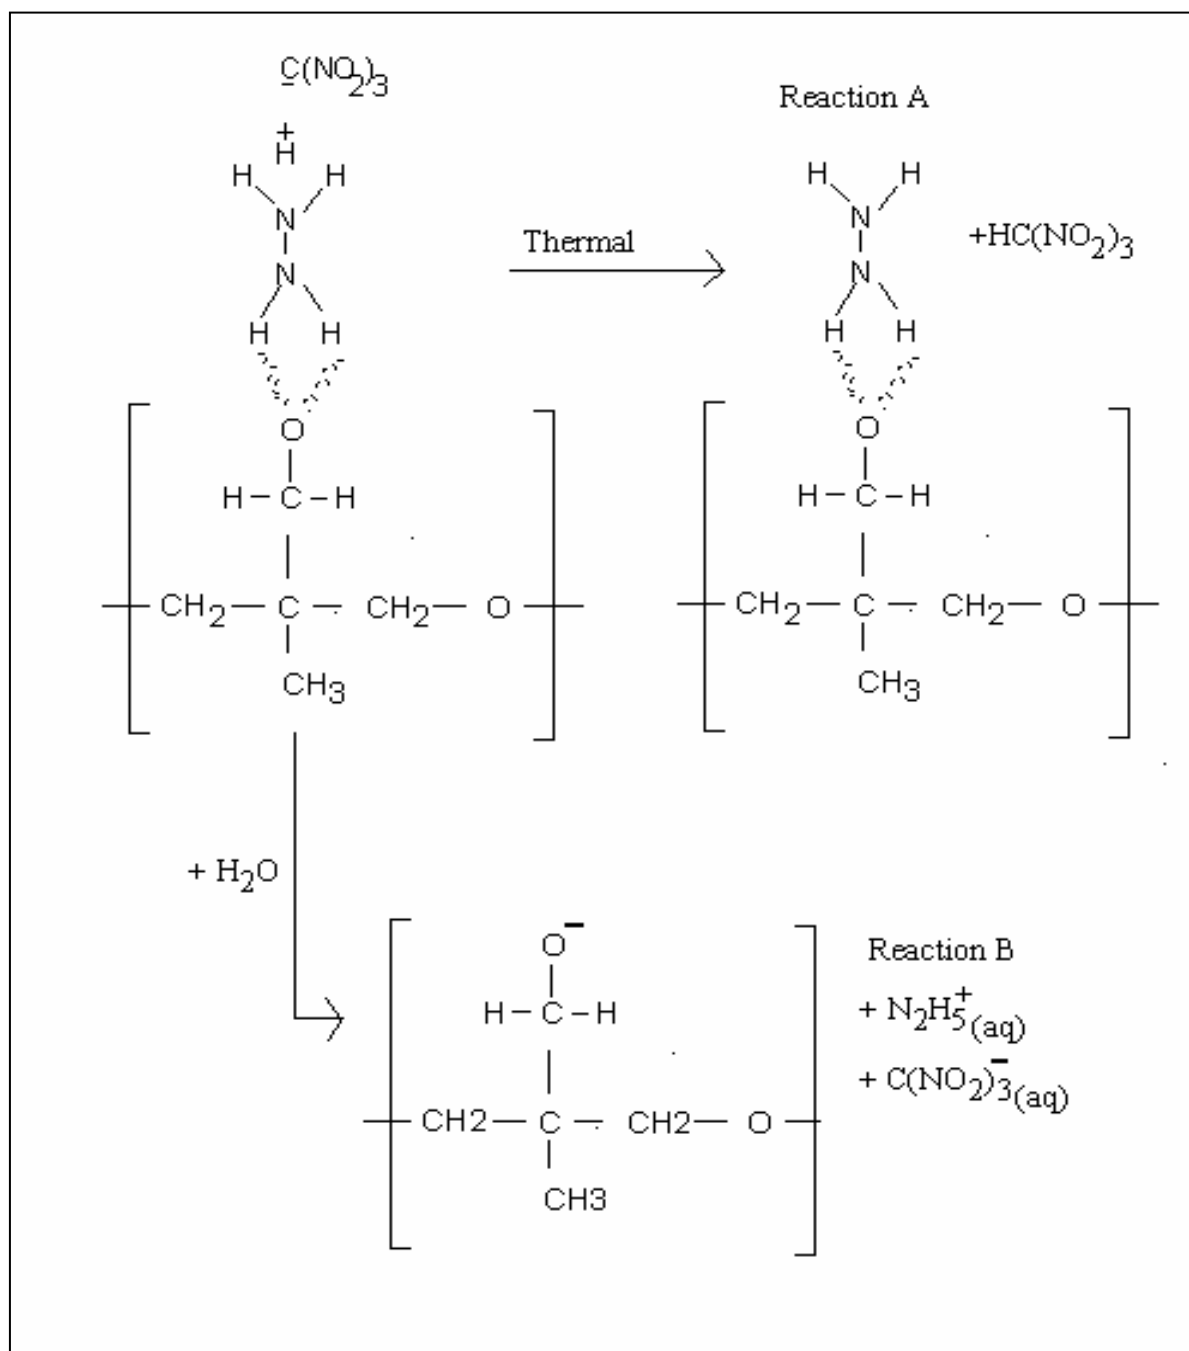 C(NO2)3
Reaction A
+
H
H H
N
N
H H
Thermal
H H
N
N
H H
+HC(NO2)3
O
H-C-H
CH2 C CH2 O
CH3
O
H-C-H
CH2 C CH2 O
CH3
+ H2O
O−
H-C-H
CH2 C CH2 O
CH3
Reaction B
+ N2H5+(aq)
+ C(NO2)3−(aq)